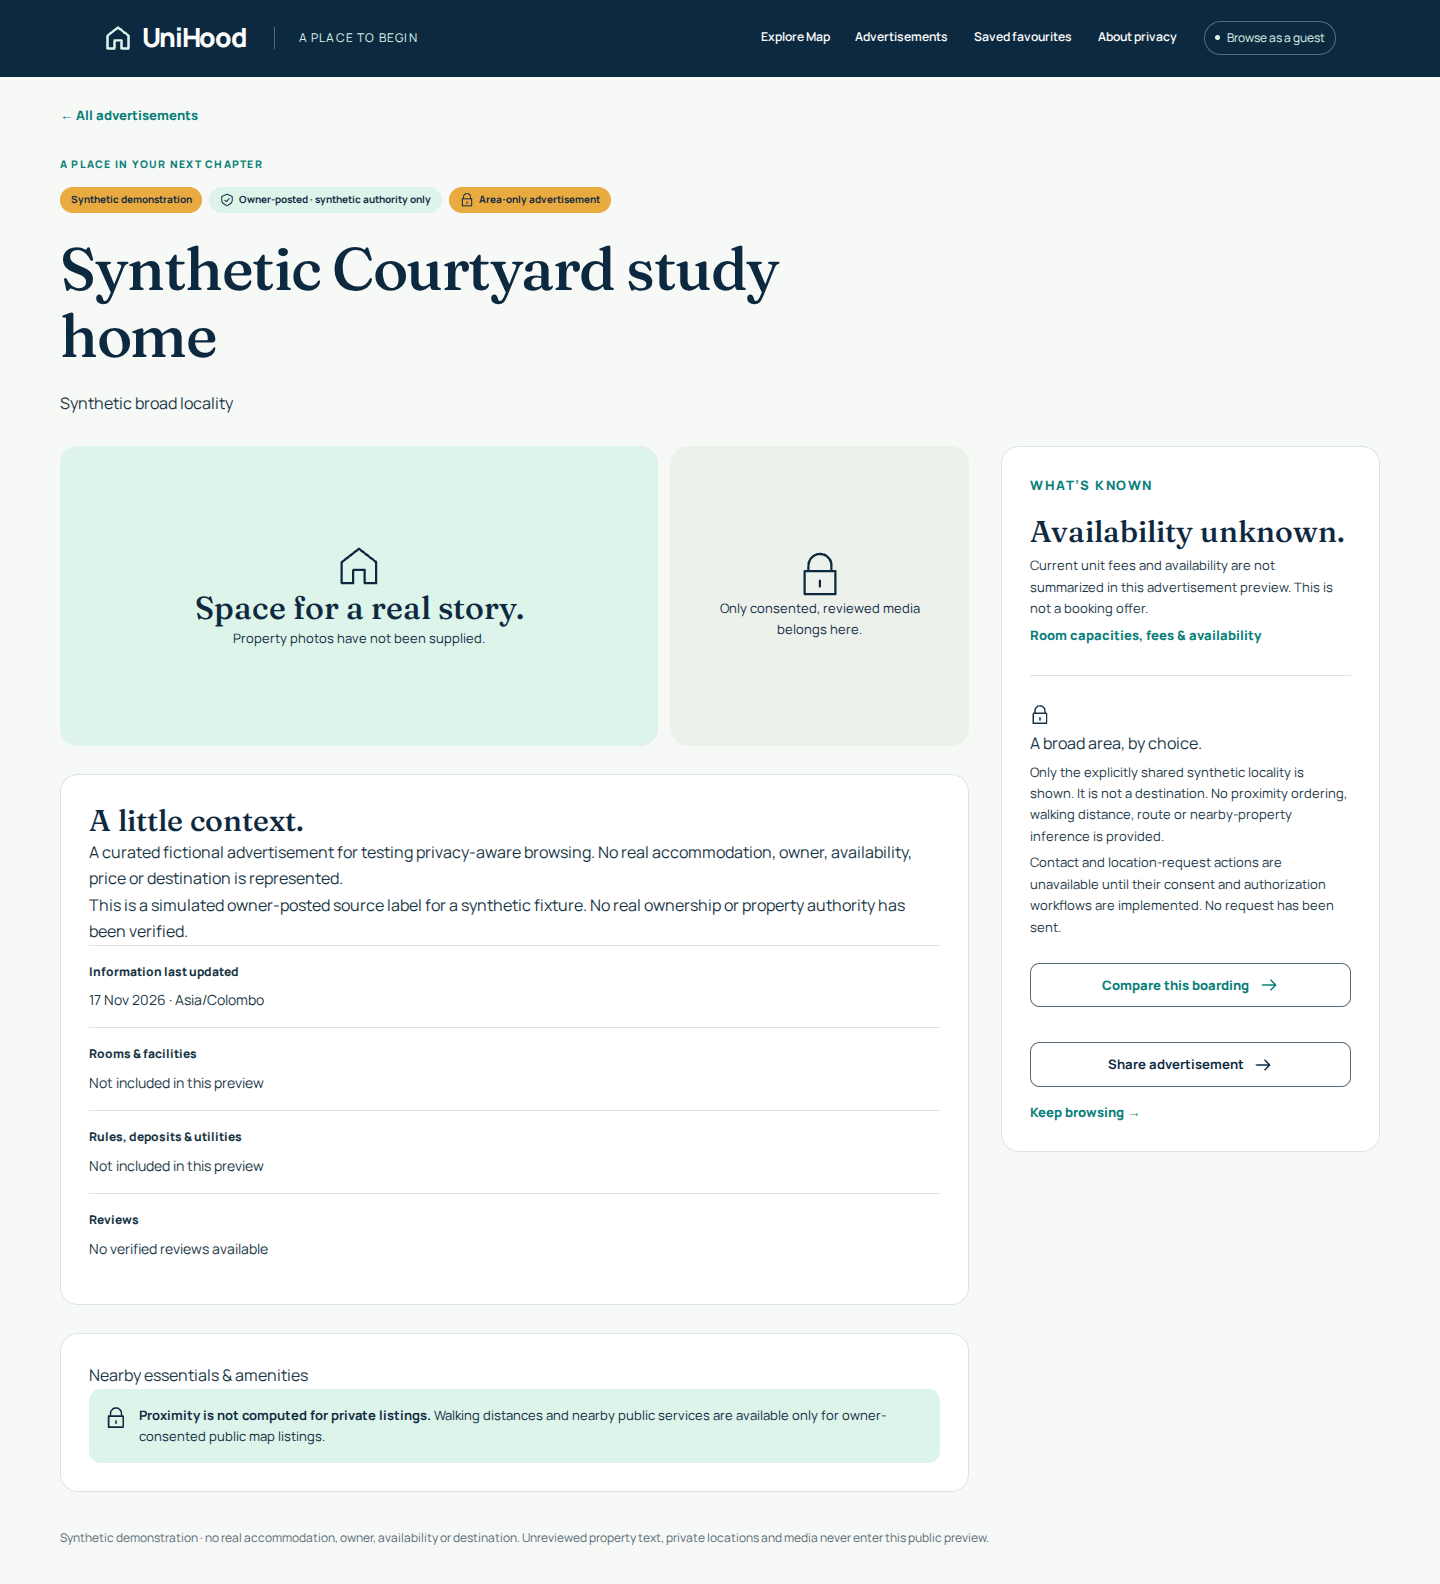 UniHood
A PLACE TO BEGIN
Explore Map
Advertisements
Saved favourites
About privacy
Browse as a guest
← All advertisements
A PLACE IN YOUR NEXT CHAPTER
Synthetic demonstration
Owner-posted · synthetic authority only
Area-only advertisement
Synthetic Courtyard study
home
Synthetic broad locality
Space for a real story.
Property photos have not been supplied.
Only consented, reviewed media
belongs here.
A little context.
A curated fictional advertisement for testing privacy-aware browsing. No real accommodation, owner, availability,
price or destination is represented.
This is a simulated owner-posted source label for a synthetic fixture. No real ownership or property authority has
been verified.
Information last updated
17 Nov 2026 · Asia/Colombo
Rooms & facilities
Not included in this preview
Rules, deposits & utilities
Not included in this preview
Reviews
No verified reviews available
Nearby essentials & amenities
Proximity is not computed for private listings. Walking distances and nearby public services are available only for owner-
consented public map listings.
WHAT’S KNOWN
Availability unknown.
Current unit fees and availability are not
summarized in this advertisement preview. This is
not a booking offer.
Room capacities, fees & availability
A broad area, by choice.
Only the explicitly shared synthetic locality is
shown. It is not a destination. No proximity ordering,
walking distance, route or nearby-property
inference is provided.
Contact and location-request actions are
unavailable until their consent and authorization
workflows are implemented. No request has been
sent.
Compare this boarding →
Share advertisement →
Keep browsing →
Synthetic demonstration · no real accommodation, owner, availability or destination. Unreviewed property text, private locations and media never enter this public preview.